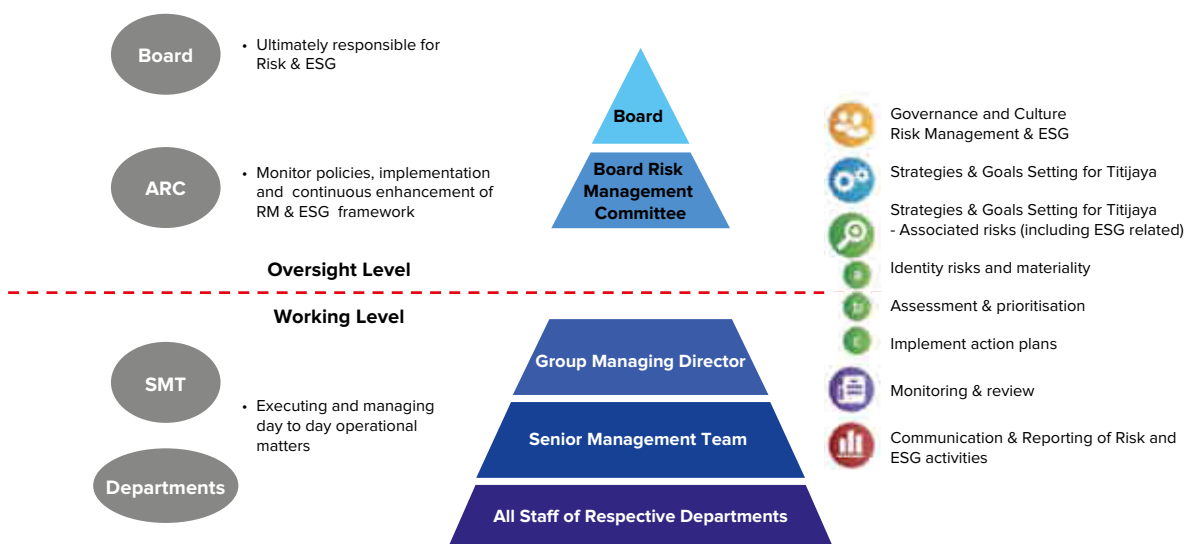 Board
• Ultimately responsible for
Risk & ESG
ARC
• Monitor policies, implementation
and continuous enhancement of
RM & ESG framework
Oversight Level
Working Level
SMT
• Executing and managing
day to day operational
matters
Departments
Board
Board Risk
Management
Committee
Group Managing Director
Senior Management Team
All Staff of Respective Departments
Governance and Culture
Risk Management & ESG
Strategies & Goals Setting for Titijaya
Strategies & Goals Setting for Titijaya
- Associated risks (including ESG related)
Identity risks and materiality
Assessment & prioritisation
Implement action plans
Monitoring & review
Communication & Reporting of Risk and
ESG activities